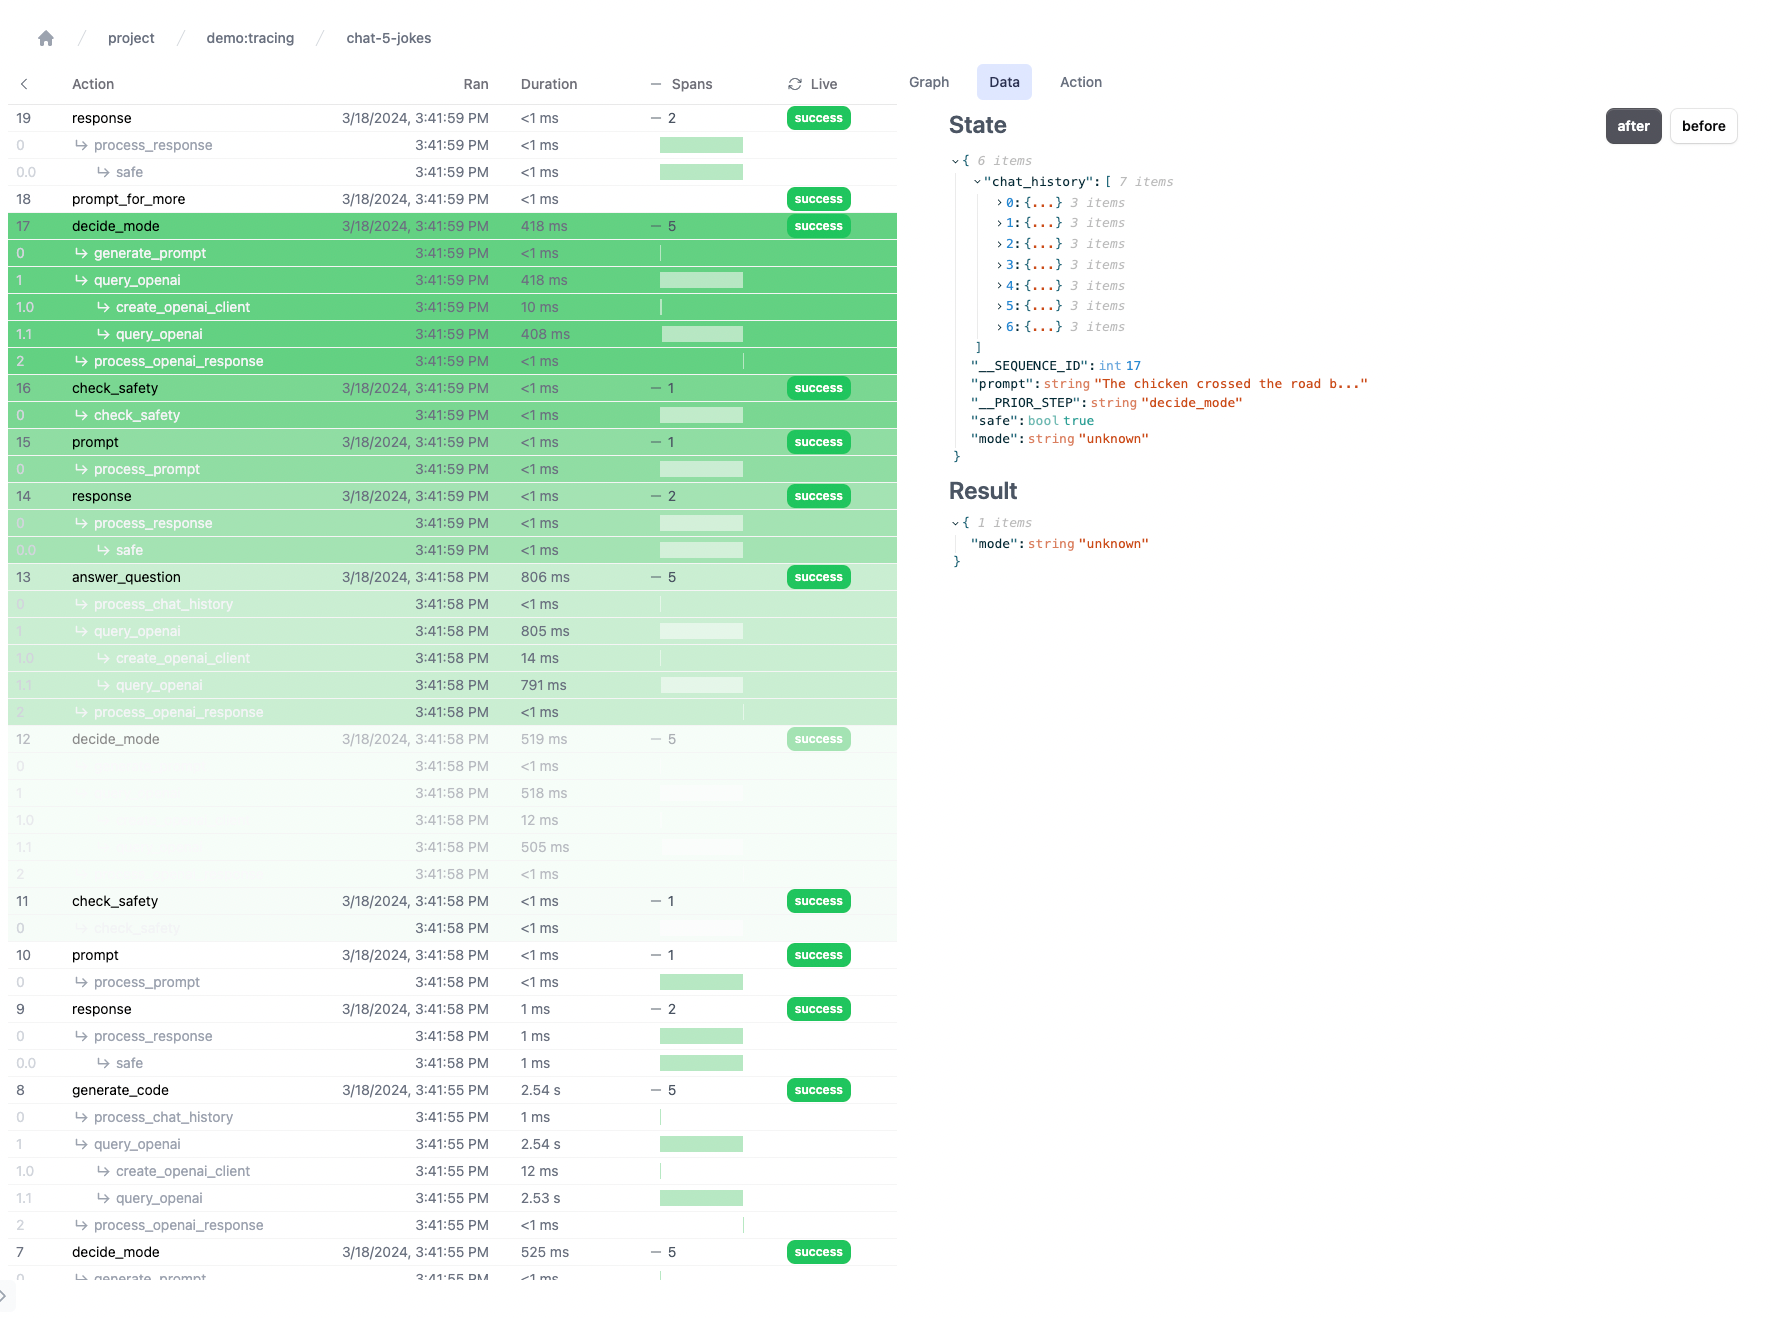 project / demo:tracing / chat-5-jokes
Action Ran Duration — Spans Live
19 response 3/18/2024, 3:41:59 PM <1 ms — 2 success
0 ↳ process_response 3:41:59 PM <1 ms
0.0 ↳ safe 3:41:59 PM <1 ms
18 prompt_for_more 3/18/2024, 3:41:59 PM <1 ms success
17 decide_mode 3/18/2024, 3:41:59 PM 418 ms — 5 success
0 ↳ generate_prompt 3:41:59 PM <1 ms
1 ↳ query_openai 3:41:59 PM 418 ms
1.0 ↳ create_openai_client 3:41:59 PM 10 ms
1.1 ↳ query_openai 3:41:59 PM 408 ms
2 ↳ process_openai_response 3:41:59 PM <1 ms
16 check_safety 3/18/2024, 3:41:59 PM <1 ms — 1 success
0 ↳ check_safety 3:41:59 PM <1 ms
15 prompt 3/18/2024, 3:41:59 PM <1 ms — 1 success
0 ↳ process_prompt 3:41:59 PM <1 ms
14 response 3/18/2024, 3:41:59 PM <1 ms — 2 success
0 ↳ process_response 3:41:59 PM <1 ms
0.0 ↳ safe 3:41:59 PM <1 ms
13 answer_question 3/18/2024, 3:41:58 PM 806 ms — 5 success
0 ↳ process_chat_history 3:41:58 PM <1 ms
1 ↳ query_openai 3:41:58 PM 805 ms
1.0 ↳ create_openai_client 3:41:58 PM 14 ms
1.1 ↳ query_openai 3:41:58 PM 791 ms
2 ↳ process_openai_response 3:41:58 PM <1 ms
12 decide_mode 3/18/2024, 3:41:58 PM 519 ms — 5 success
0 3:41:58 PM <1 ms
1 3:41:58 PM 518 ms
1.0 3:41:58 PM 12 ms
1.1 3:41:58 PM 505 ms
2 3:41:58 PM <1 ms
11 check_safety 3/18/2024, 3:41:58 PM <1 ms — 1 success
0 ↳ check_safety 3:41:58 PM <1 ms
10 prompt 3/18/2024, 3:41:58 PM <1 ms — 1 success
0 ↳ process_prompt 3:41:58 PM <1 ms
9 response 3/18/2024, 3:41:58 PM 1 ms — 2 success
0 ↳ process_response 3:41:58 PM 1 ms
0.0 ↳ safe 3:41:58 PM 1 ms
8 generate_code 3/18/2024, 3:41:55 PM 2.54 s — 5 success
0 ↳ process_chat_history 3:41:55 PM 1 ms
1 ↳ query_openai 3:41:55 PM 2.54 s
1.0 ↳ create_openai_client 3:41:55 PM 12 ms
1.1 ↳ query_openai 3:41:55 PM 2.53 s
2 ↳ process_openai_response 3:41:55 PM <1 ms
7 decide_mode 3/18/2024, 3:41:55 PM 525 ms — 5 success
0 ↳ generate_prompt 3:41:55 PM <1 ms
Graph Data Action
State after before
{ 6 items
"chat_history": [ 7 items
0:{...} 3 items
1:{...} 3 items
2:{...} 3 items
3:{...} 3 items
4:{...} 3 items
5:{...} 3 items
6:{...} 3 items
]
"__SEQUENCE_ID": int 17
"prompt": string "The chicken crossed the road b..."
"__PRIOR_STEP": string "decide_mode"
"safe": bool true
"mode": string "unknown"
}
Result
{ 1 items
"mode": string "unknown"
}